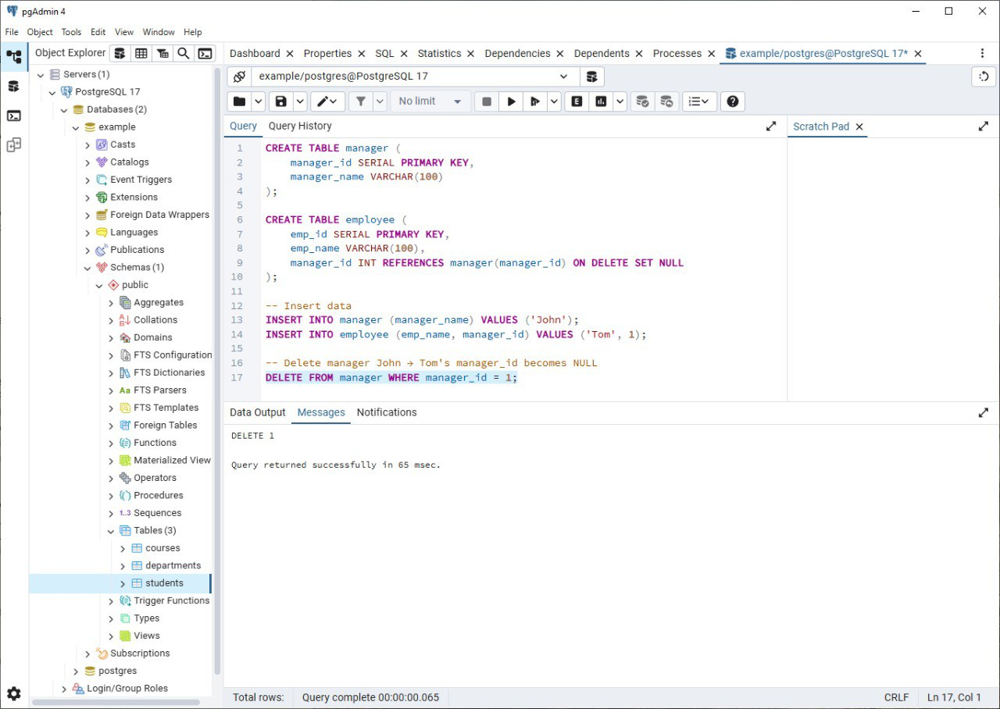 pgAdmin 4
File Object Tools Edit View Window Help
Object Explorer
Servers (1)
PostgreSQL 17
Databases (2)
example
Casts
Catalogs
Event Triggers
Extensions
Foreign Data Wrappers
Languages
Publications
Schemas (1)
public
Aggregates
Collations
Domains
FTS Configuration
FTS Dictionaries
Aa FTS Parsers
FTS Templates
Foreign Tables
Functions
Materialized View
Operators
Procedures
1..3 Sequences
Tables (3)
courses
departments
students
Trigger Functions
Types
Views
Subscriptions
postgres
Login/Group Roles
Dashboard Properties SQL Statistics Dependencies Dependents Processes example/postgres@PostgreSQL 17*
example/postgres@PostgreSQL 17
No limit E
Query Query History
Scratch Pad
1 CREATE TABLE manager (
2 manager_id SERIAL PRIMARY KEY,
3 manager_name VARCHAR(100)
4 );
5
6 CREATE TABLE employee (
7 emp_id SERIAL PRIMARY KEY,
8 emp_name VARCHAR(100),
9 manager_id INT REFERENCES manager(manager_id) ON DELETE SET NULL
10 );
11
12 -- Insert data
13 INSERT INTO manager (manager_name) VALUES ('John');
14 INSERT INTO employee (emp_name, manager_id) VALUES ('Tom', 1);
15
16 -- Delete manager John → Tom's manager_id becomes NULL
17 DELETE FROM manager WHERE manager_id = 1;
Data Output Messages Notifications
DELETE 1
Query returned successfully in 65 msec.
Total rows: Query complete 00:00:00.065 CRLF Ln 17, Col 1